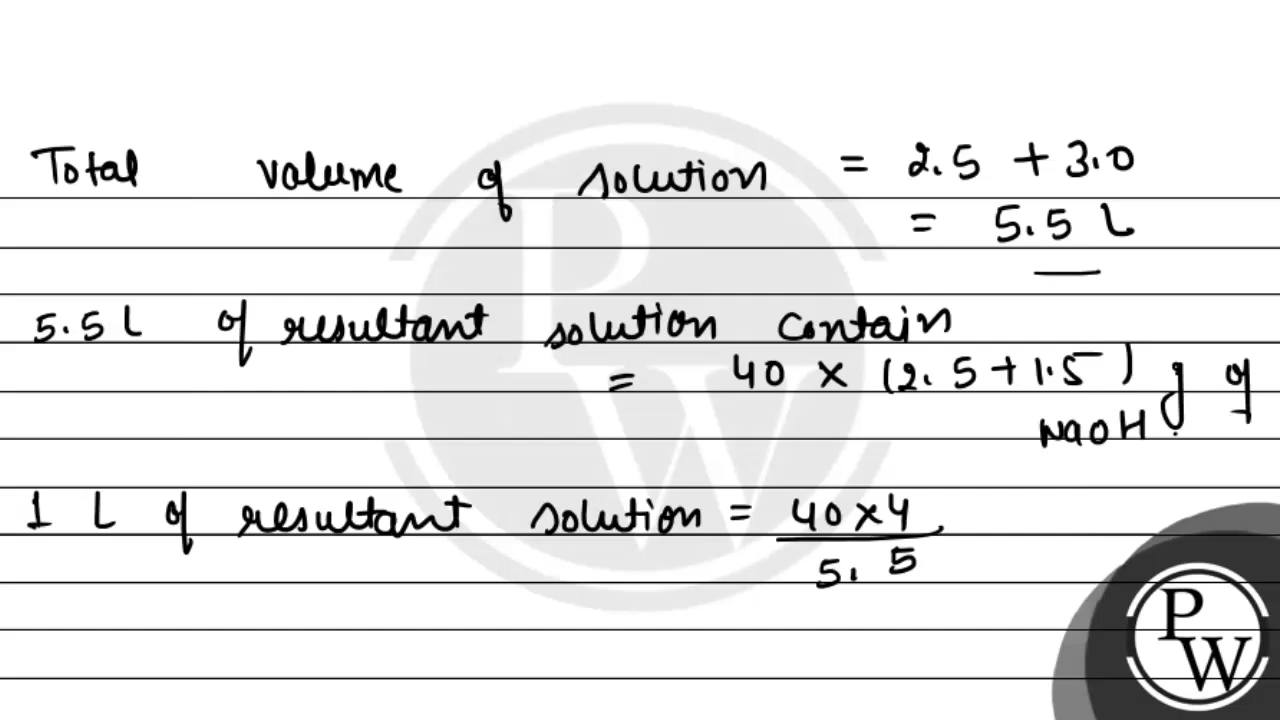 Total volume of solution = 2.5 + 3.0
= 5.5 L
5.5 L of resultant solution contain
= 40 × (2.5 + 1.5) g of
NaOH
1 L of resultant solution = 40 × 4
5.5
P
W
P
W